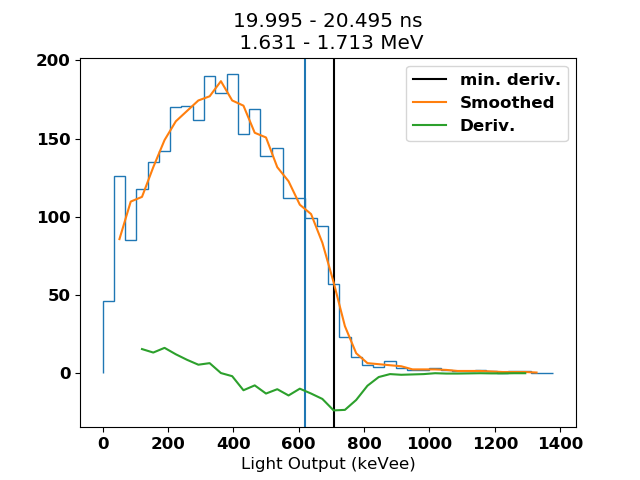 19.995 - 20.495 ns
1.631 - 1.713 MeV
200
150
100
50
0
min. deriv.
Smoothed
Deriv.
0 200 400 600 800 1000 1200 1400
Light Output (keVee)